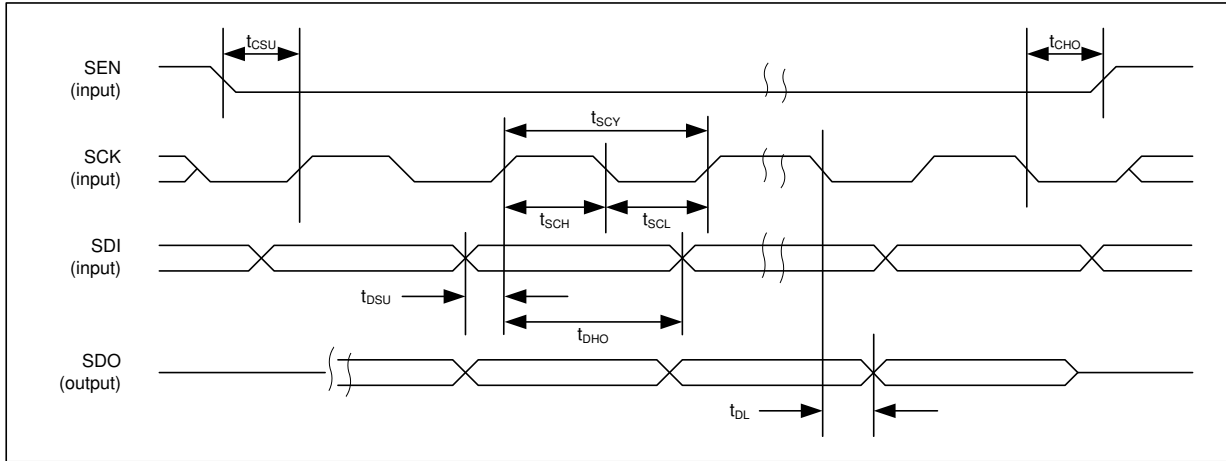 tCSU
tCHO
SEN
(input)
tSCY
SCK
(input)
tSCH
tSCL
SDI
(input)
tDSU
tDHO
SDO
(output)
tDL